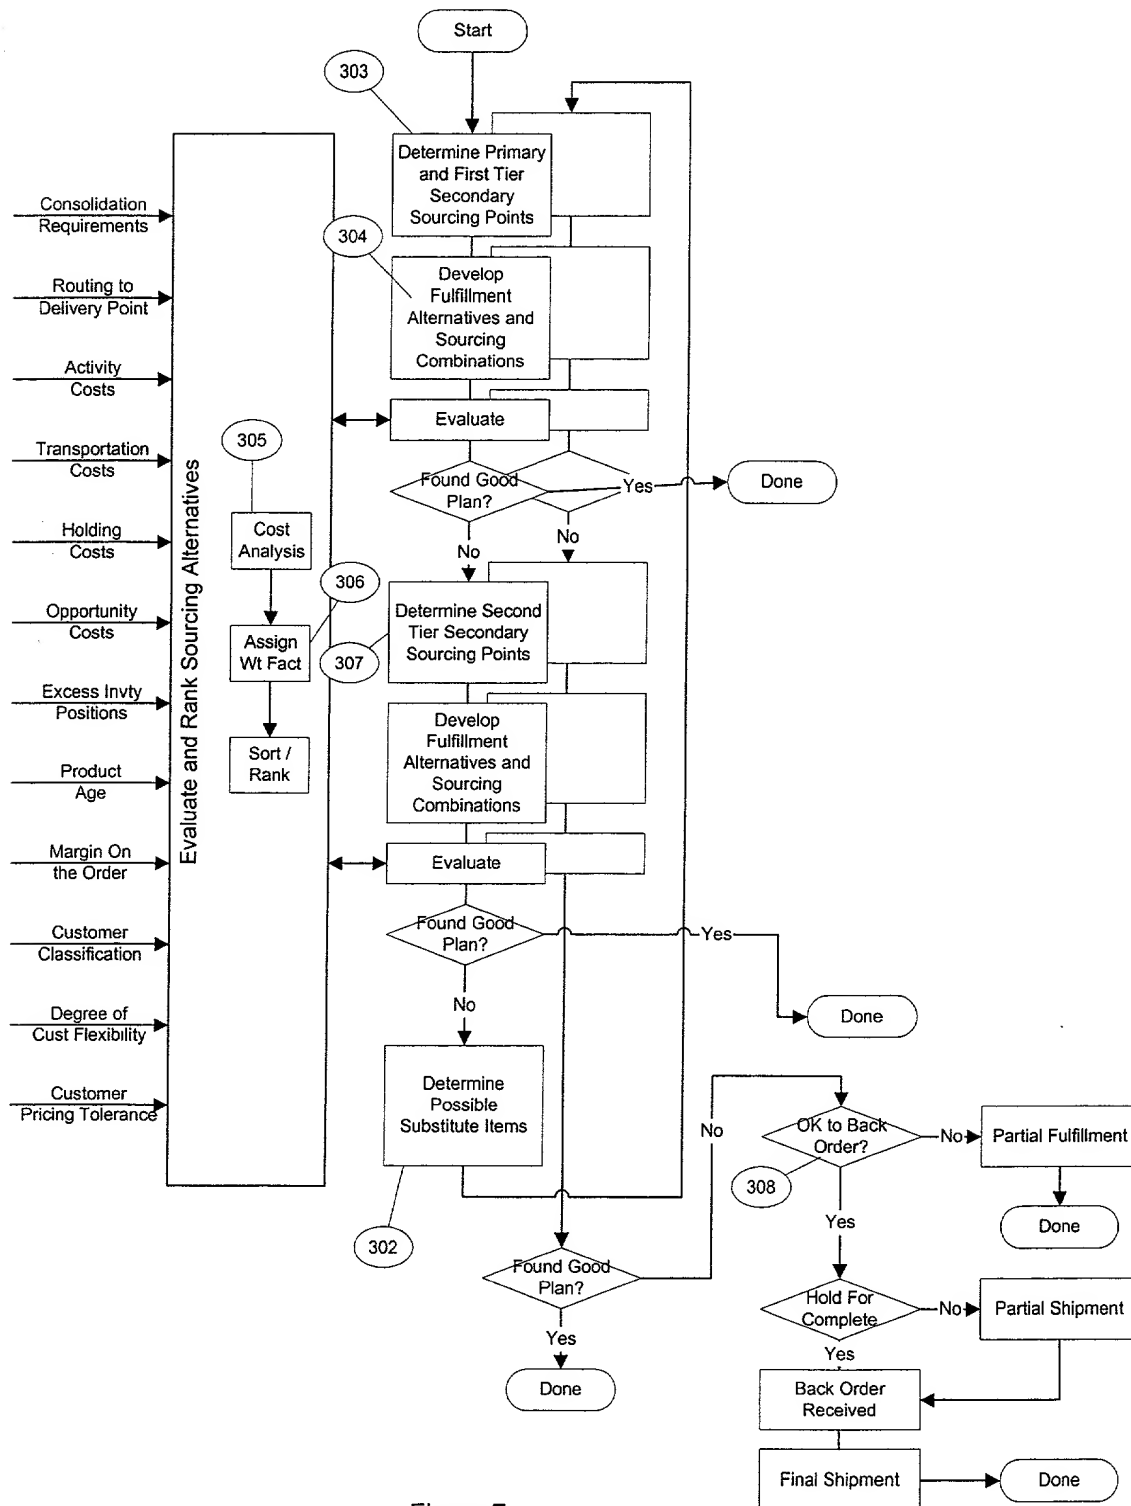 Start
303
Determine Primary
and First Tier
Secondary
Sourcing Points
Consolidation
Requirements
304
Develop
Fulfillment
Alternatives and
Sourcing
Combinations
Routing to
Delivery Point
Activity
Costs
Evaluate
305
Transportation
Costs
Found Good
Plan?
Yes
Done
Evaluate and Rank Sourcing Alternatives
Cost
Analysis
Holding
Costs
No
No
306
Determine Second
Tier Secondary
Sourcing Points
Opportunity
Costs
Assign
Wt Fact
307
Excess Invty
Positions
Develop
Fulfillment
Alternatives and
Sourcing
Combinations
Sort /
Rank
Product
Age
Margin On
the Order
Evaluate
Customer
Classification
Found Good
Plan?
Yes
No
Done
Degree of
Cust Flexibility
Customer
Pricing Tolerance
Determine
Possible
Substitute Items
No
OK to Back
Order?
No
Partial Fulfillment
308
302
Yes
Done
Found Good
Plan?
Hold For
Complete
No
Partial Shipment
Yes
Yes
Done
Back Order
Received
Final Shipment
Done